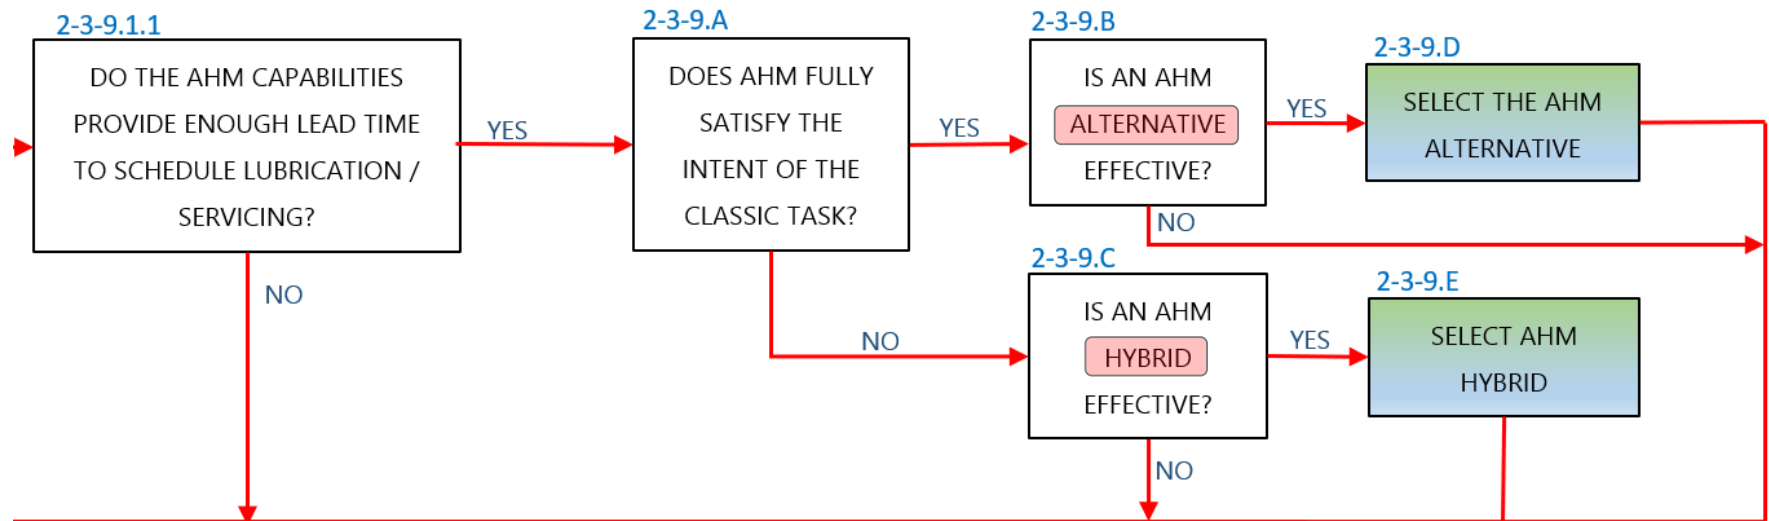 2-3-9.1.1
DO THE AHM CAPABILITIES
PROVIDE ENOUGH LEAD TIME
TO SCHEDULE LUBRICATION /
SERVICING?
YES
NO
2-3-9.A
DOES AHM FULLY
SATISFY THE
INTENT OF THE
CLASSIC TASK?
YES
NO
2-3-9.B
IS AN AHM
ALTERNATIVE
EFFECTIVE?
YES
NO
2-3-9.D
SELECT THE AHM
ALTERNATIVE
2-3-9.C
IS AN AHM
HYBRID
EFFECTIVE?
YES
NO
2-3-9.E
SELECT AHM
HYBRID